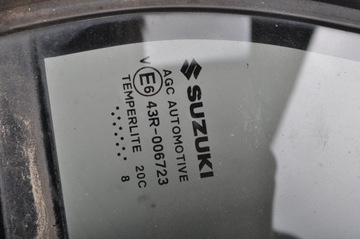 SUZUKI
AGC AUTOMOTIVE
E6 43R-006723
V
TEMPERLITE 20C
8